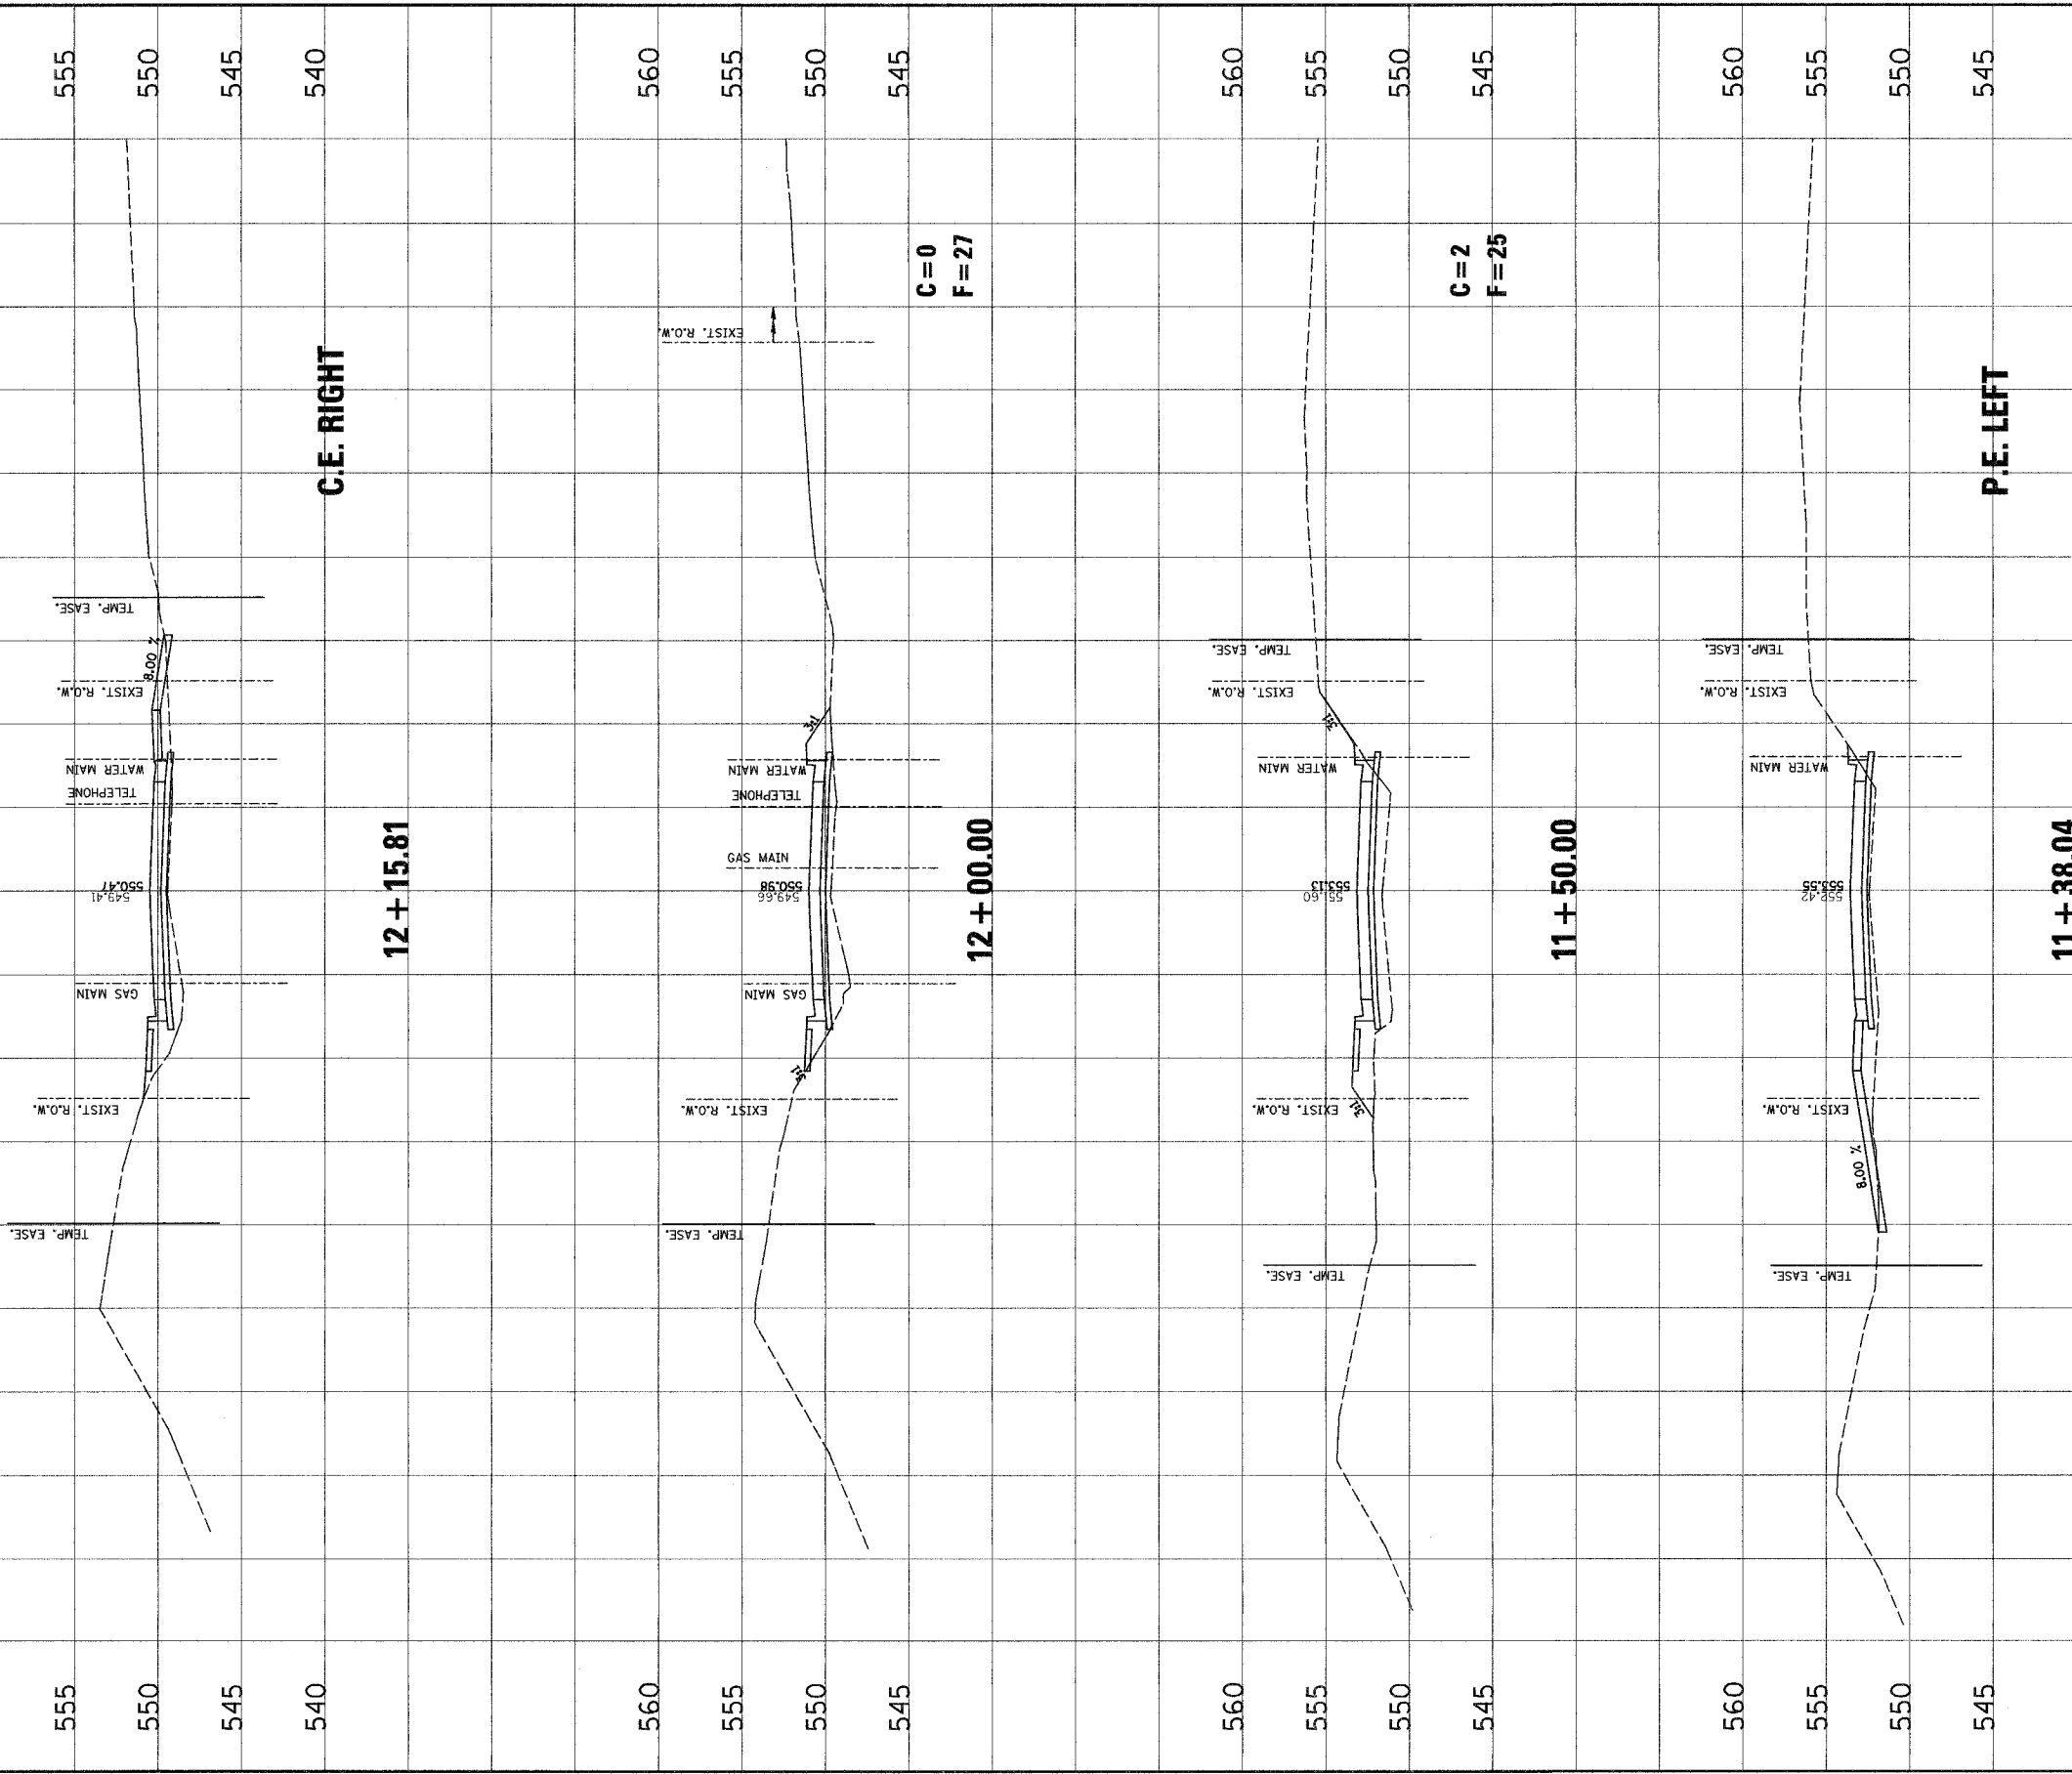 555
550
545
540
C.E. RIGHT
TEMP. EASE.
8.00 %
EXIST. R.O.W.
WATER MAIN
TELEPHONE
550.47
549.41
GAS MAIN
EXIST. R.O.W.
TEMP. EASE.
12+15.81
555
550
545
540
560
555
550
545
C=0
F=27
EXIST. R.O.W.
3:1
WATER MAIN
TELEPHONE
GAS MAIN
550.98
549.66
GAS MAIN
EXIST. R.O.W.
TEMP. EASE.
12+00.00
560
555
550
545
560
555
550
545
C=2
F=25
TEMP. EASE.
EXIST. R.O.W.
WATER MAIN
553.13
551.60
EXIST. R.O.W.
3:1
TEMP. EASE.
11+50.00
560
555
550
545
560
555
550
545
P.E. LEFT
TEMP. EASE.
EXIST. R.O.W.
WATER MAIN
553.55
552.42
EXIST. R.O.W.
8.00 %
TEMP. EASE.
11+38.04
560
555
550
545